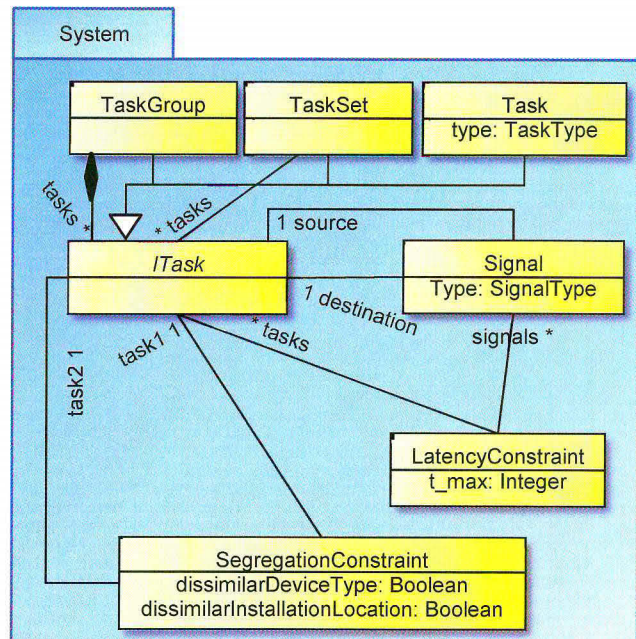 System
TaskGroup
TaskSet
Task
type: TaskType
tasks *
* tasks
1 source
ITask
Signal
Type: SignalType
1 destination
task2 1
task1 1
* tasks
signals *
LatencyConstraint
t_max: Integer
SegregationConstraint
dissimilarDeviceType: Boolean
dissimilarInstallationLocation: Boolean